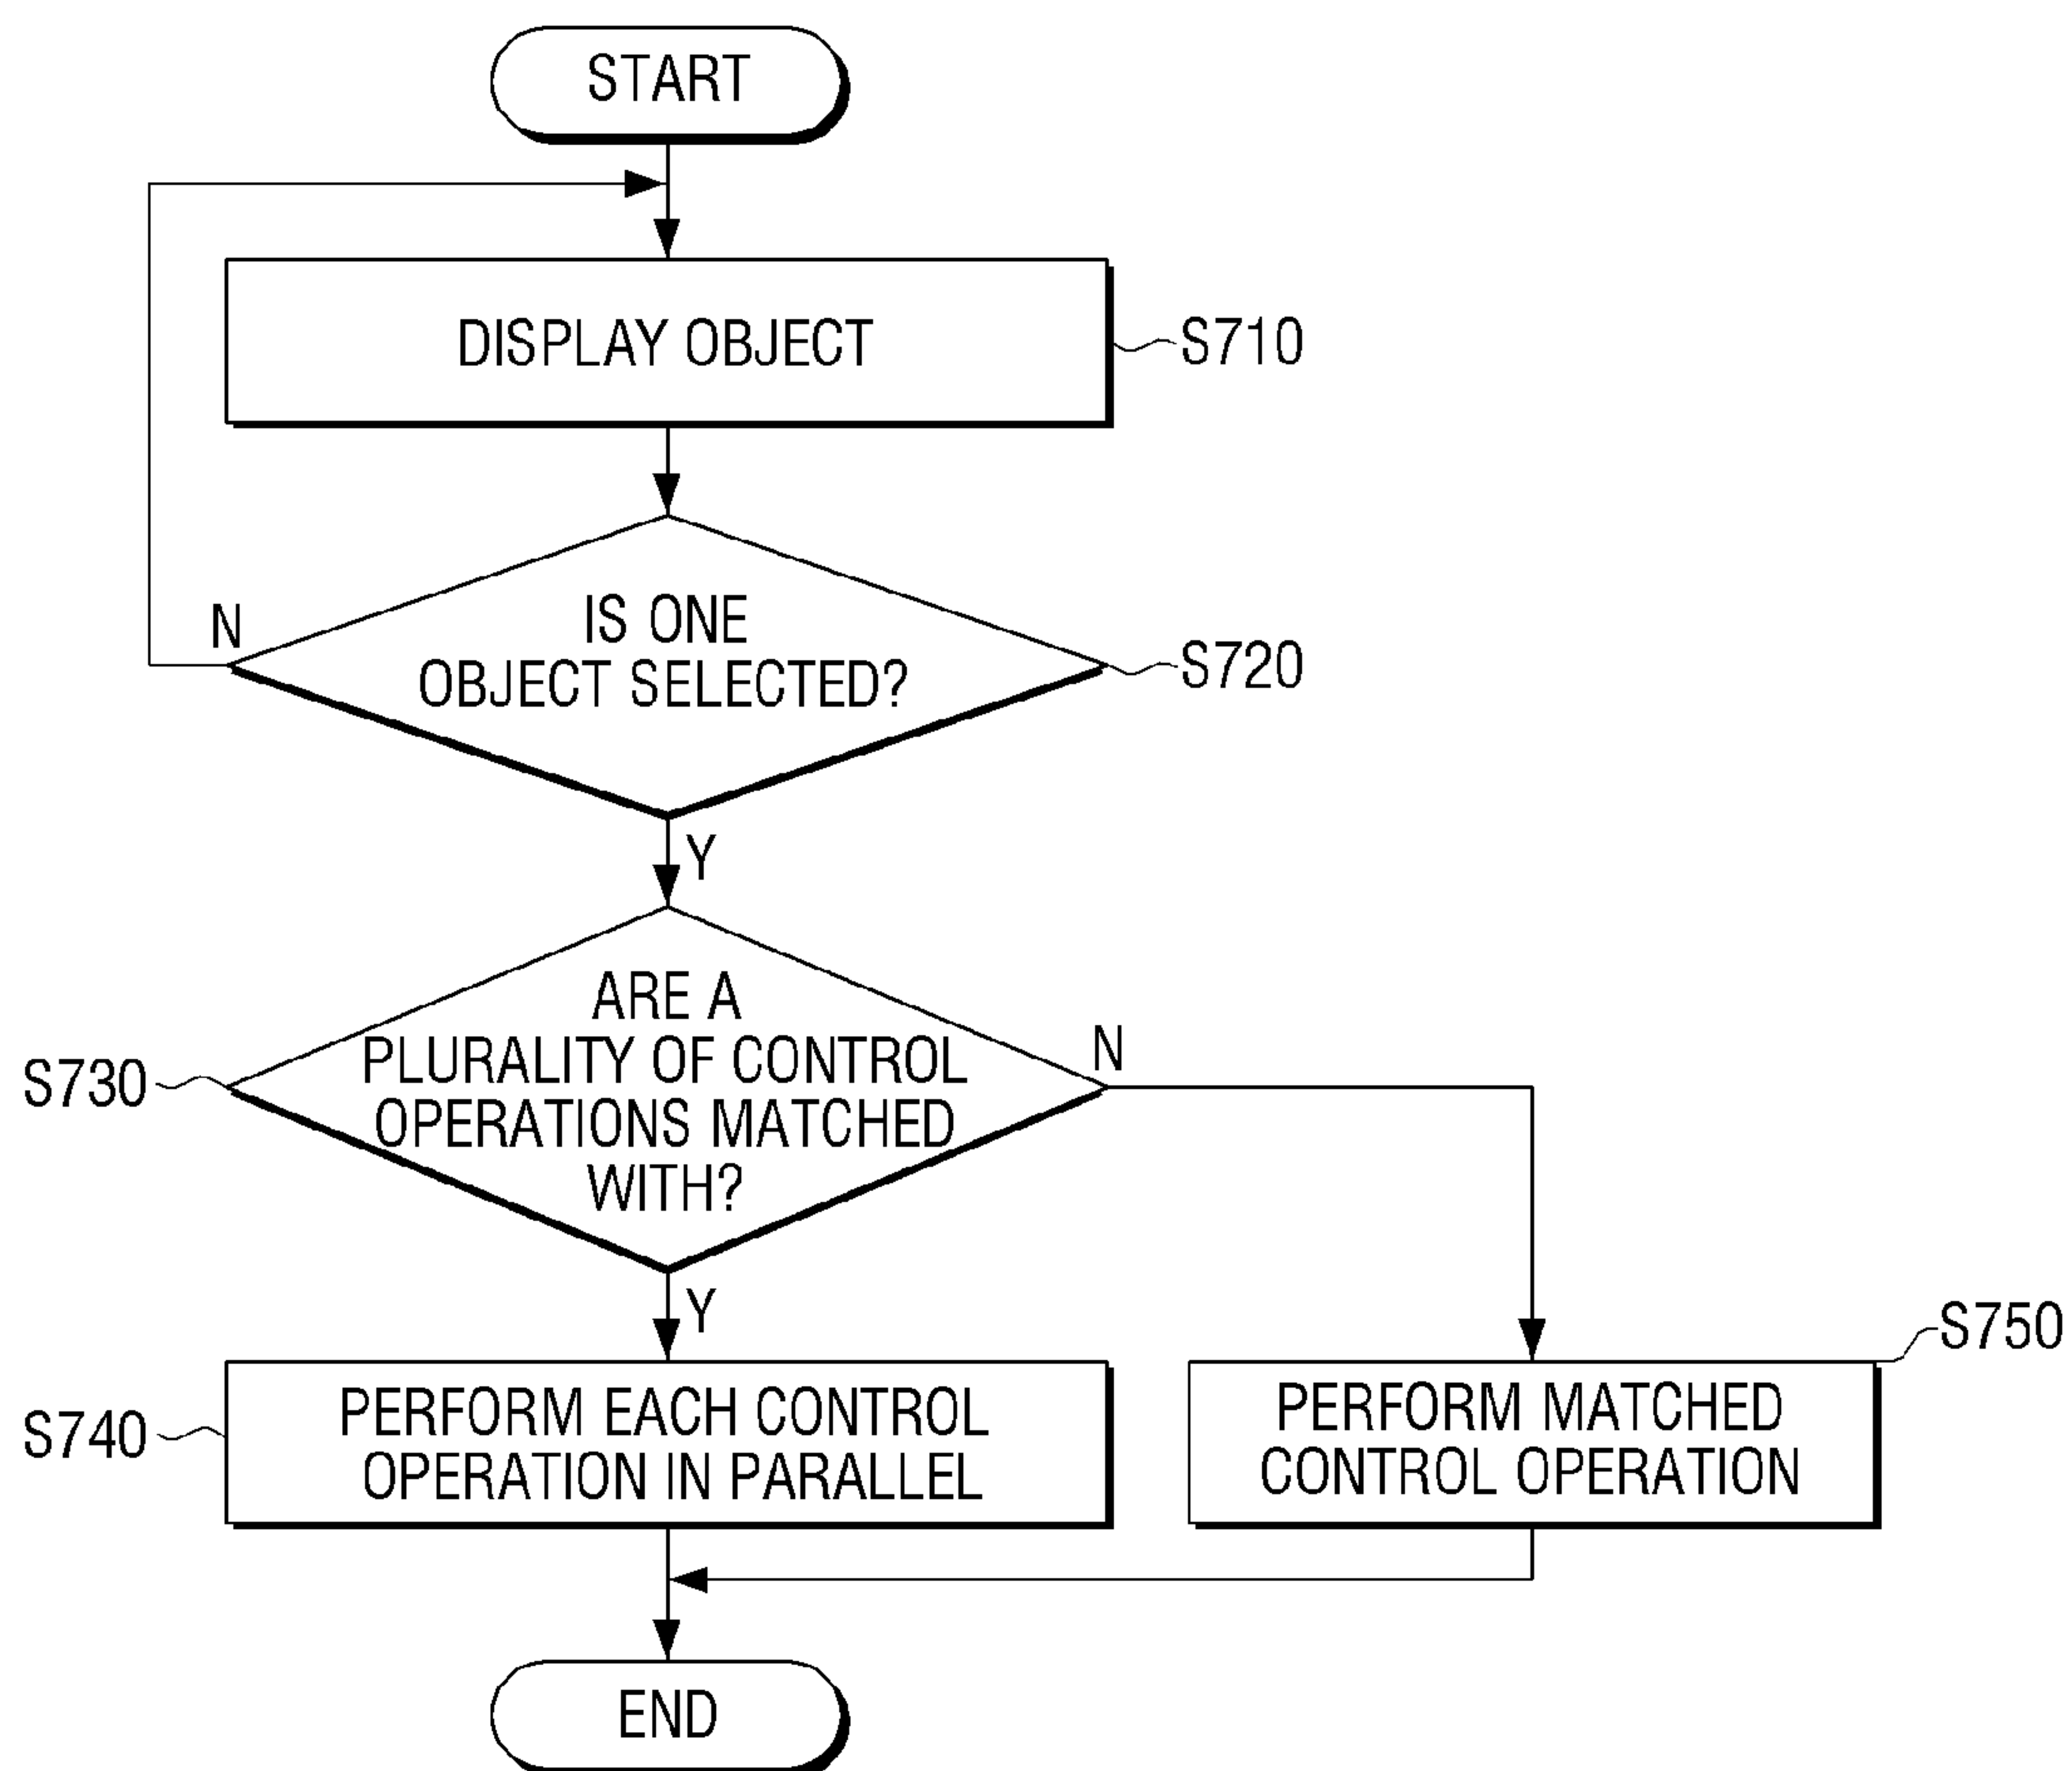 START
DISPLAY OBJECT
S710
N
IS ONE
OBJECT SELECTED?
S720
Y
ARE A
PLURALITY OF CONTROL
OPERATIONS MATCHED
WITH?
S730
N
Y
PERFORM EACH CONTROL
OPERATION IN PARALLEL
S740
PERFORM MATCHED
CONTROL OPERATION
S750
END